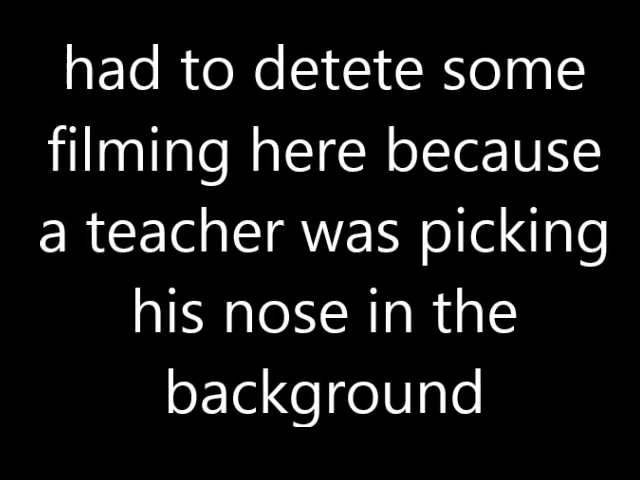 had to detete some
filming here because
a teacher was picking
his nose in the
background